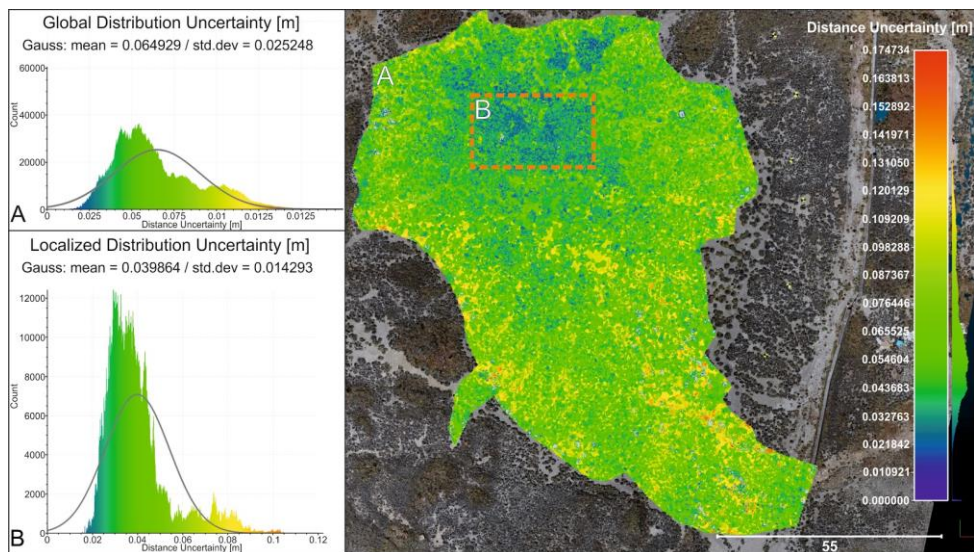 Global Distribution Uncertainty [m]
Gauss: mean = 0.064929 / std.dev = 0.025248
60000
40000
20000
0
Count
0 0.025 0.05 0.075 0.010 0.0125 0.0125
Distance Uncertainty [m]
A
Localized Distribution Uncertainty [m]
Gauss: mean = 0.039864 / std.dev = 0.014293
12000
10000
8000
6000
4000
2000
0
Count
0 0.02 0.04 0.06 0.08 0.1 0.12
Distance Uncertainty [m]
B
A
B
Distance Uncertainty [m]
0.174734
0.163813
0.152892
0.141971
0.131050
0.120129
0.109209
0.098288
0.087367
0.076446
0.065525
0.054604
0.043683
0.032763
0.021842
0.010921
0.000000
55